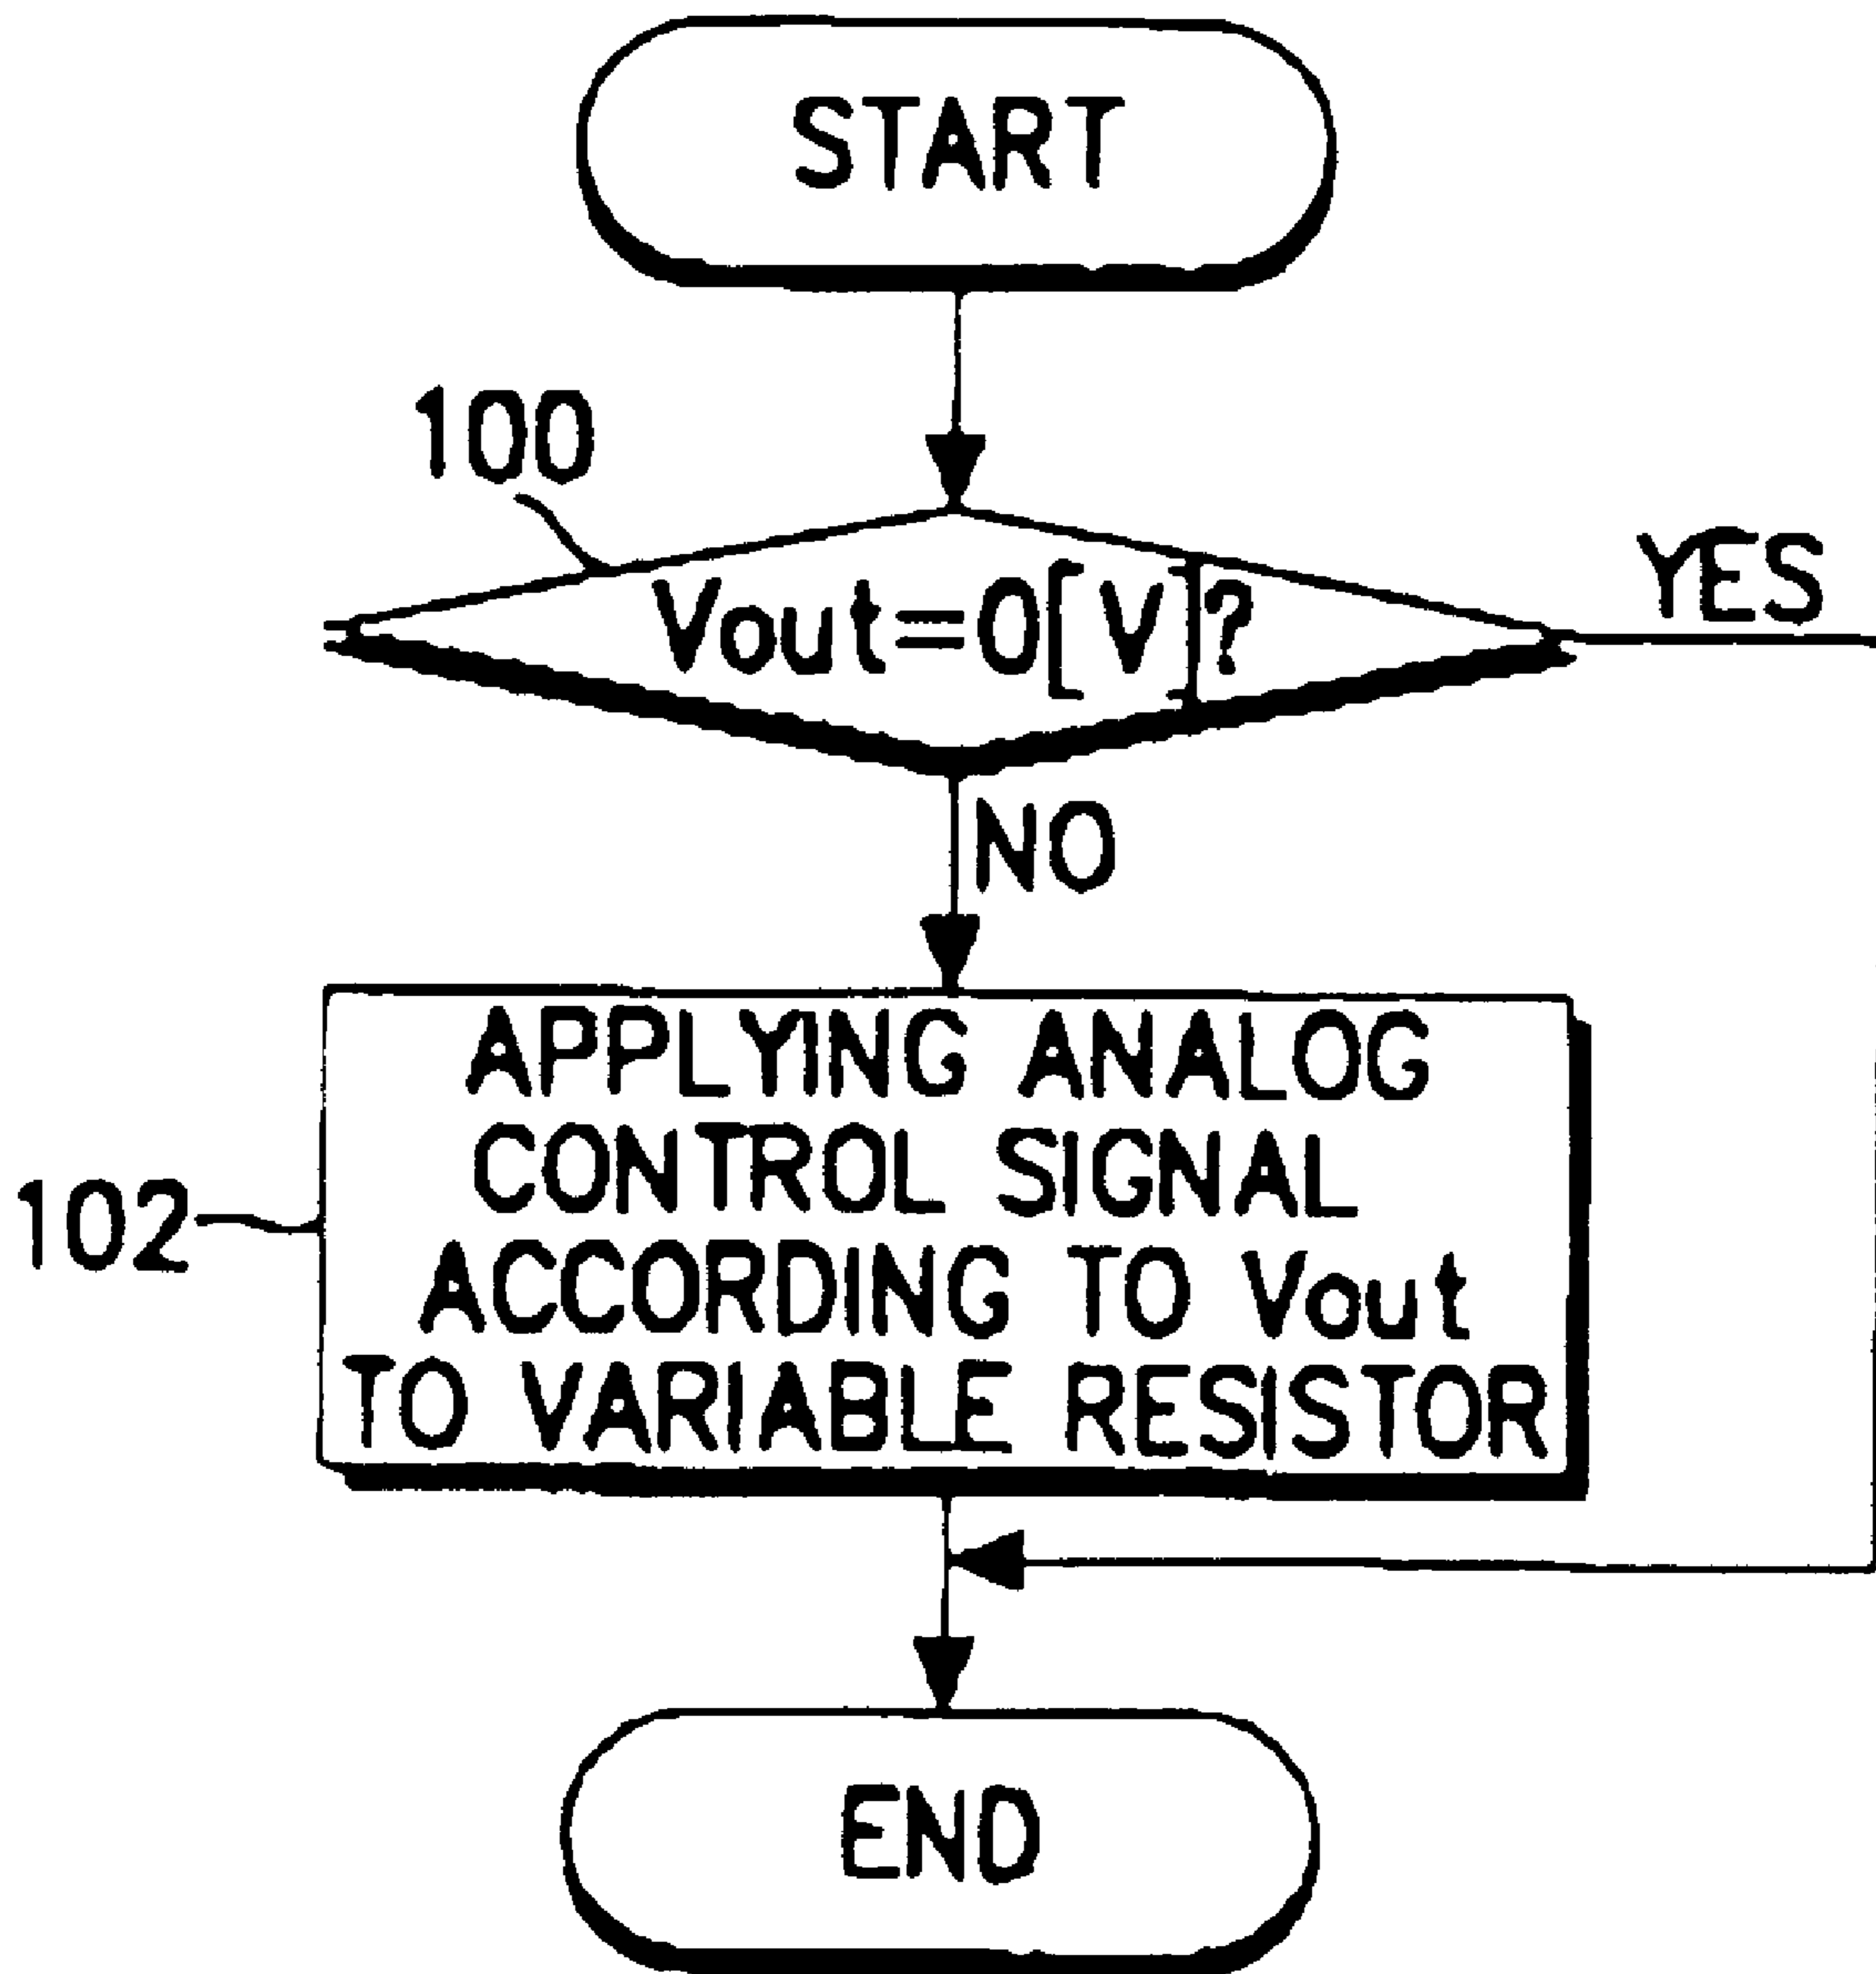 START
100
Vout=0[V]?
YES
NO
APPLYING ANALOG
CONTROL SIGNAL
102
ACCORDING TO Vout
TO VARIABLE RESISTOR
END